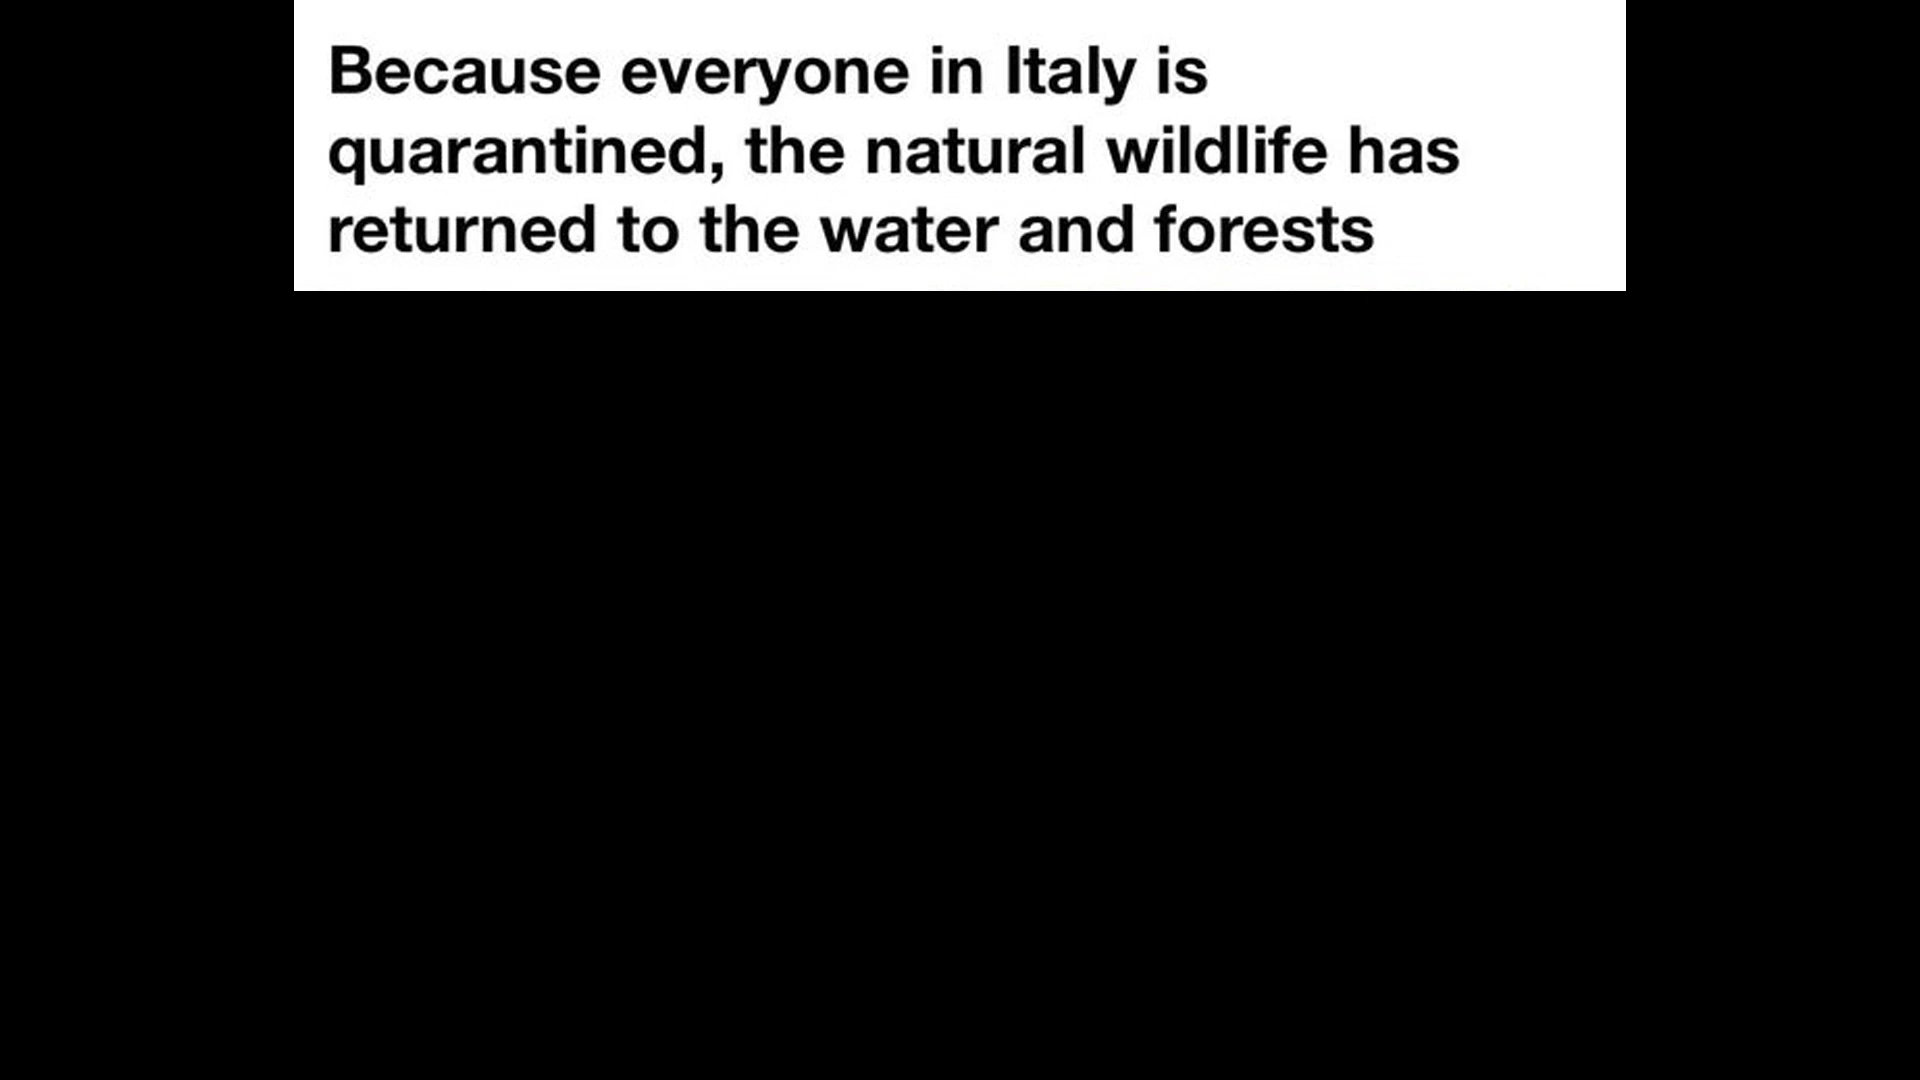 Because everyone in Italy is
quarantined, the natural wildlife has
returned to the water and forests